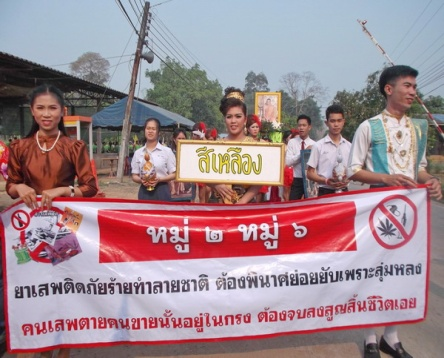 สีเหลือง
หมู่ ๒ หมู่ ๖
ยาเสพติดภัยร้ายทำลายชาติ ต้องพินาศย่อยยับเพราะลุ่มหลง
คนเสพตายคนขายนั้นอยู่ในกรง ต้องจบลงสูญสิ้นชีวิตเอย